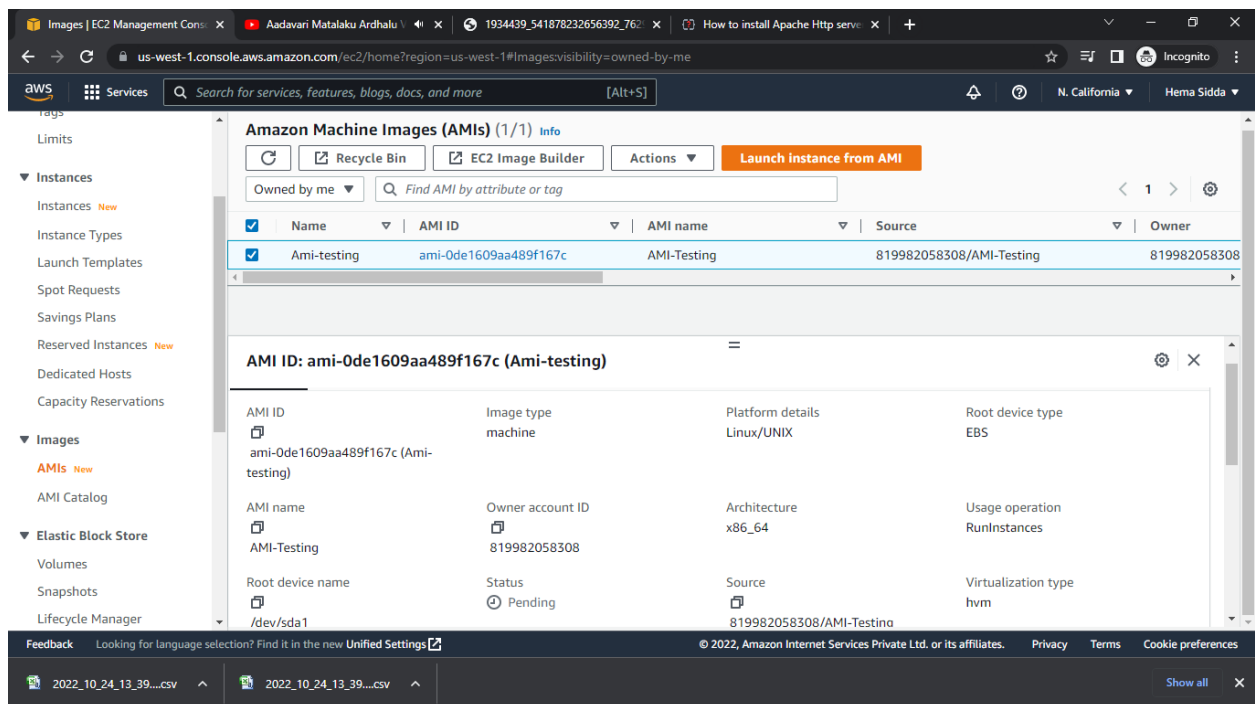 Images | EC2 Management Cons
Aadavari Matalaku Ardhalu V
1934439_541878232656392_762
How to install Apache Http serve
us-west-1.console.aws.amazon.com/ec2/home?region=us-west-1#Images:visibility=owned-by-me
Incognito
aws
Services
Search for services, features, blogs, docs, and more
[Alt+S]
N. California
Hema Sidda
Tags
Limits
Instances
Instances New
Instance Types
Launch Templates
Spot Requests
Savings Plans
Reserved Instances New
Dedicated Hosts
Capacity Reservations
Images
AMIs New
AMI Catalog
Elastic Block Store
Volumes
Snapshots
Lifecycle Manager
Amazon Machine Images (AMIs) (1/1) Info
Recycle Bin
EC2 Image Builder
Actions
Launch instance from AMI
Owned by me
Find AMI by attribute or tag
1
Name
AMI ID
AMI name
Source
Owner
Ami-testing
ami-0de1609aa489f167c
AMI-Testing
819982058308/AMI-Testing
819982058308
AMI ID: ami-0de1609aa489f167c (Ami-testing)
AMI ID
ami-0de1609aa489f167c (Ami-
testing)
Image type
machine
Platform details
Linux/UNIX
Root device type
EBS
AMI name
AMI-Testing
Owner account ID
819982058308
Architecture
x86_64
Usage operation
RunInstances
Root device name
/dev/sda1
Status
Pending
Source
819982058308/AMI-Testing
Virtualization type
hvm
Feedback
Looking for language selection? Find it in the new Unified Settings
© 2022, Amazon Internet Services Private Ltd. or its affiliates.
Privacy
Terms
Cookie preferences
2022_10_24_13_39....csv
2022_10_24_13_39....csv
Show all